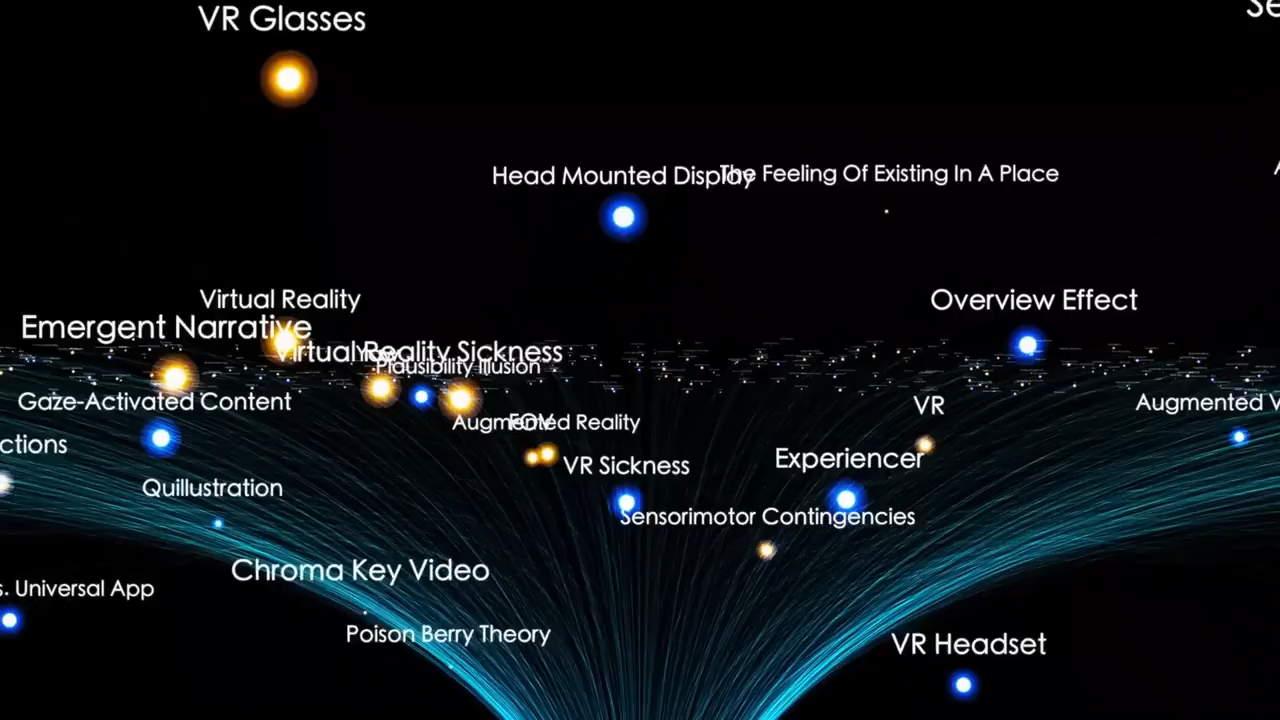 VR Glasses
Se
Head Mounted Display
The Feeling Of Existing In A Place
Virtual Reality
Overview Effect
Emergent Narrative
Virtual Reality Sickness
Plausibility Illusion
Gaze-Activated Content
VR
Augmented V
Augmented Reality
FOV
ctions
VR Sickness
Experiencer
Quillustration
Sensorimotor Contingencies
Chroma Key Video
s. Universal App
Poison Berry Theory
VR Headset